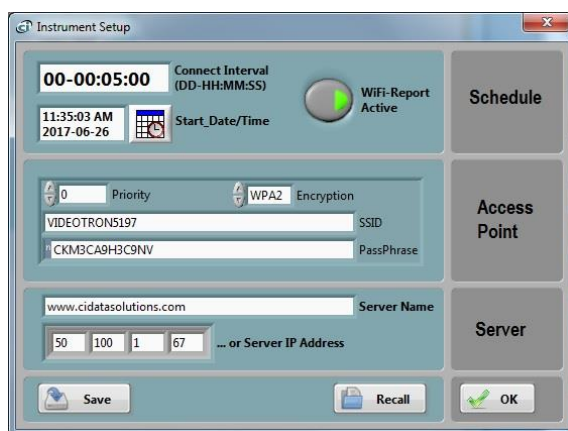 Instrument Setup
00-00:05:00
Connect Interval
(DD-HH:MM:SS)
11:35:03 AM
2017-06-26
Start_Date/Time
WiFi-Report
Active
Schedule
0
Priority
WPA2
Encryption
VIDEOTRON5197
SSID
CKM3CA9H3C9NV
PassPhrase
Access
Point
www.cidatasolutions.com
Server Name
50
100
1
67
... or Server IP Address
Server
Save
Recall
OK